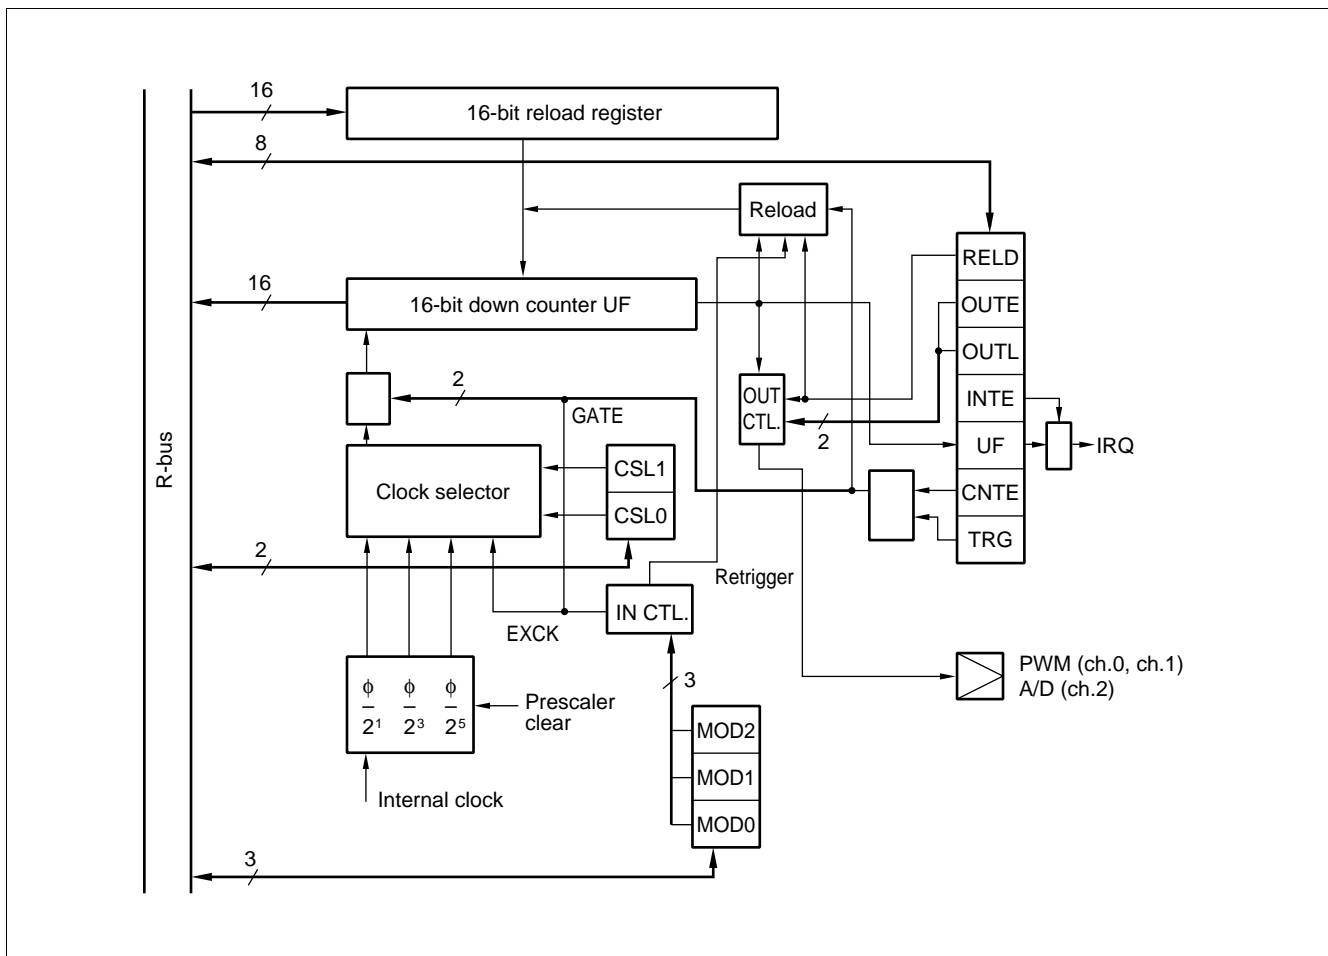 16
16-bit reload register
8
Reload
RELD
16
16-bit down counter UF
OUTE
OUTL
2
OUT
CTL.
INTE
GATE
2
UF
IRQ
R-bus
Clock selector
CSL1
CSL0
CNTE
TRG
2
Retrigger
IN CTL.
EXCK
3
PWM (ch.0, ch.1)
A/D (ch.2)
ϕ ϕ ϕ
2¹ 2³ 2⁵
Prescaler
clear
MOD2
MOD1
MOD0
Internal clock
3